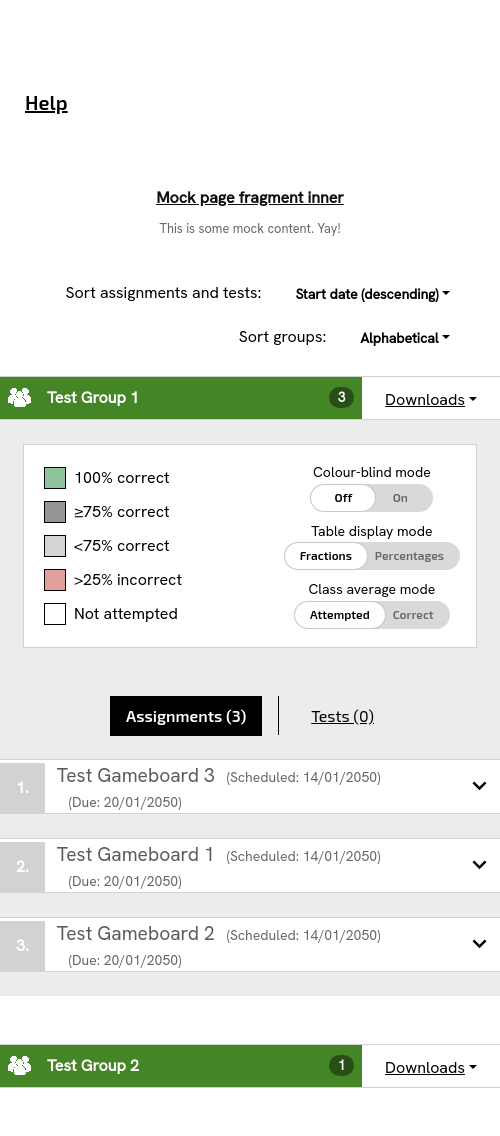 Help
Mock page fragment inner
This is some mock content. Yay!
Sort assignments and tests: Start date (descending)
Sort groups: Alphabetical
Test Group 1 3 Downloads
100% correct
≥75% correct
<75% correct
>25% incorrect
Not attempted
Colour-blind mode
Off On
Table display mode
Fractions Percentages
Class average mode
Attempted Correct
Assignments (3) Tests (0)
1. Test Gameboard 3 (Scheduled: 14/01/2050)
(Due: 20/01/2050)
2. Test Gameboard 1 (Scheduled: 14/01/2050)
(Due: 20/01/2050)
3. Test Gameboard 2 (Scheduled: 14/01/2050)
(Due: 20/01/2050)
Test Group 2 1 Downloads